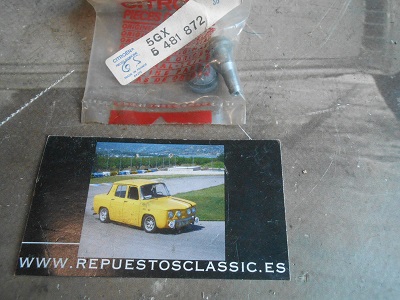 CITROËN
5GX
5 481 872
GS
WWW.REPUESTOSCLASSIC.ES